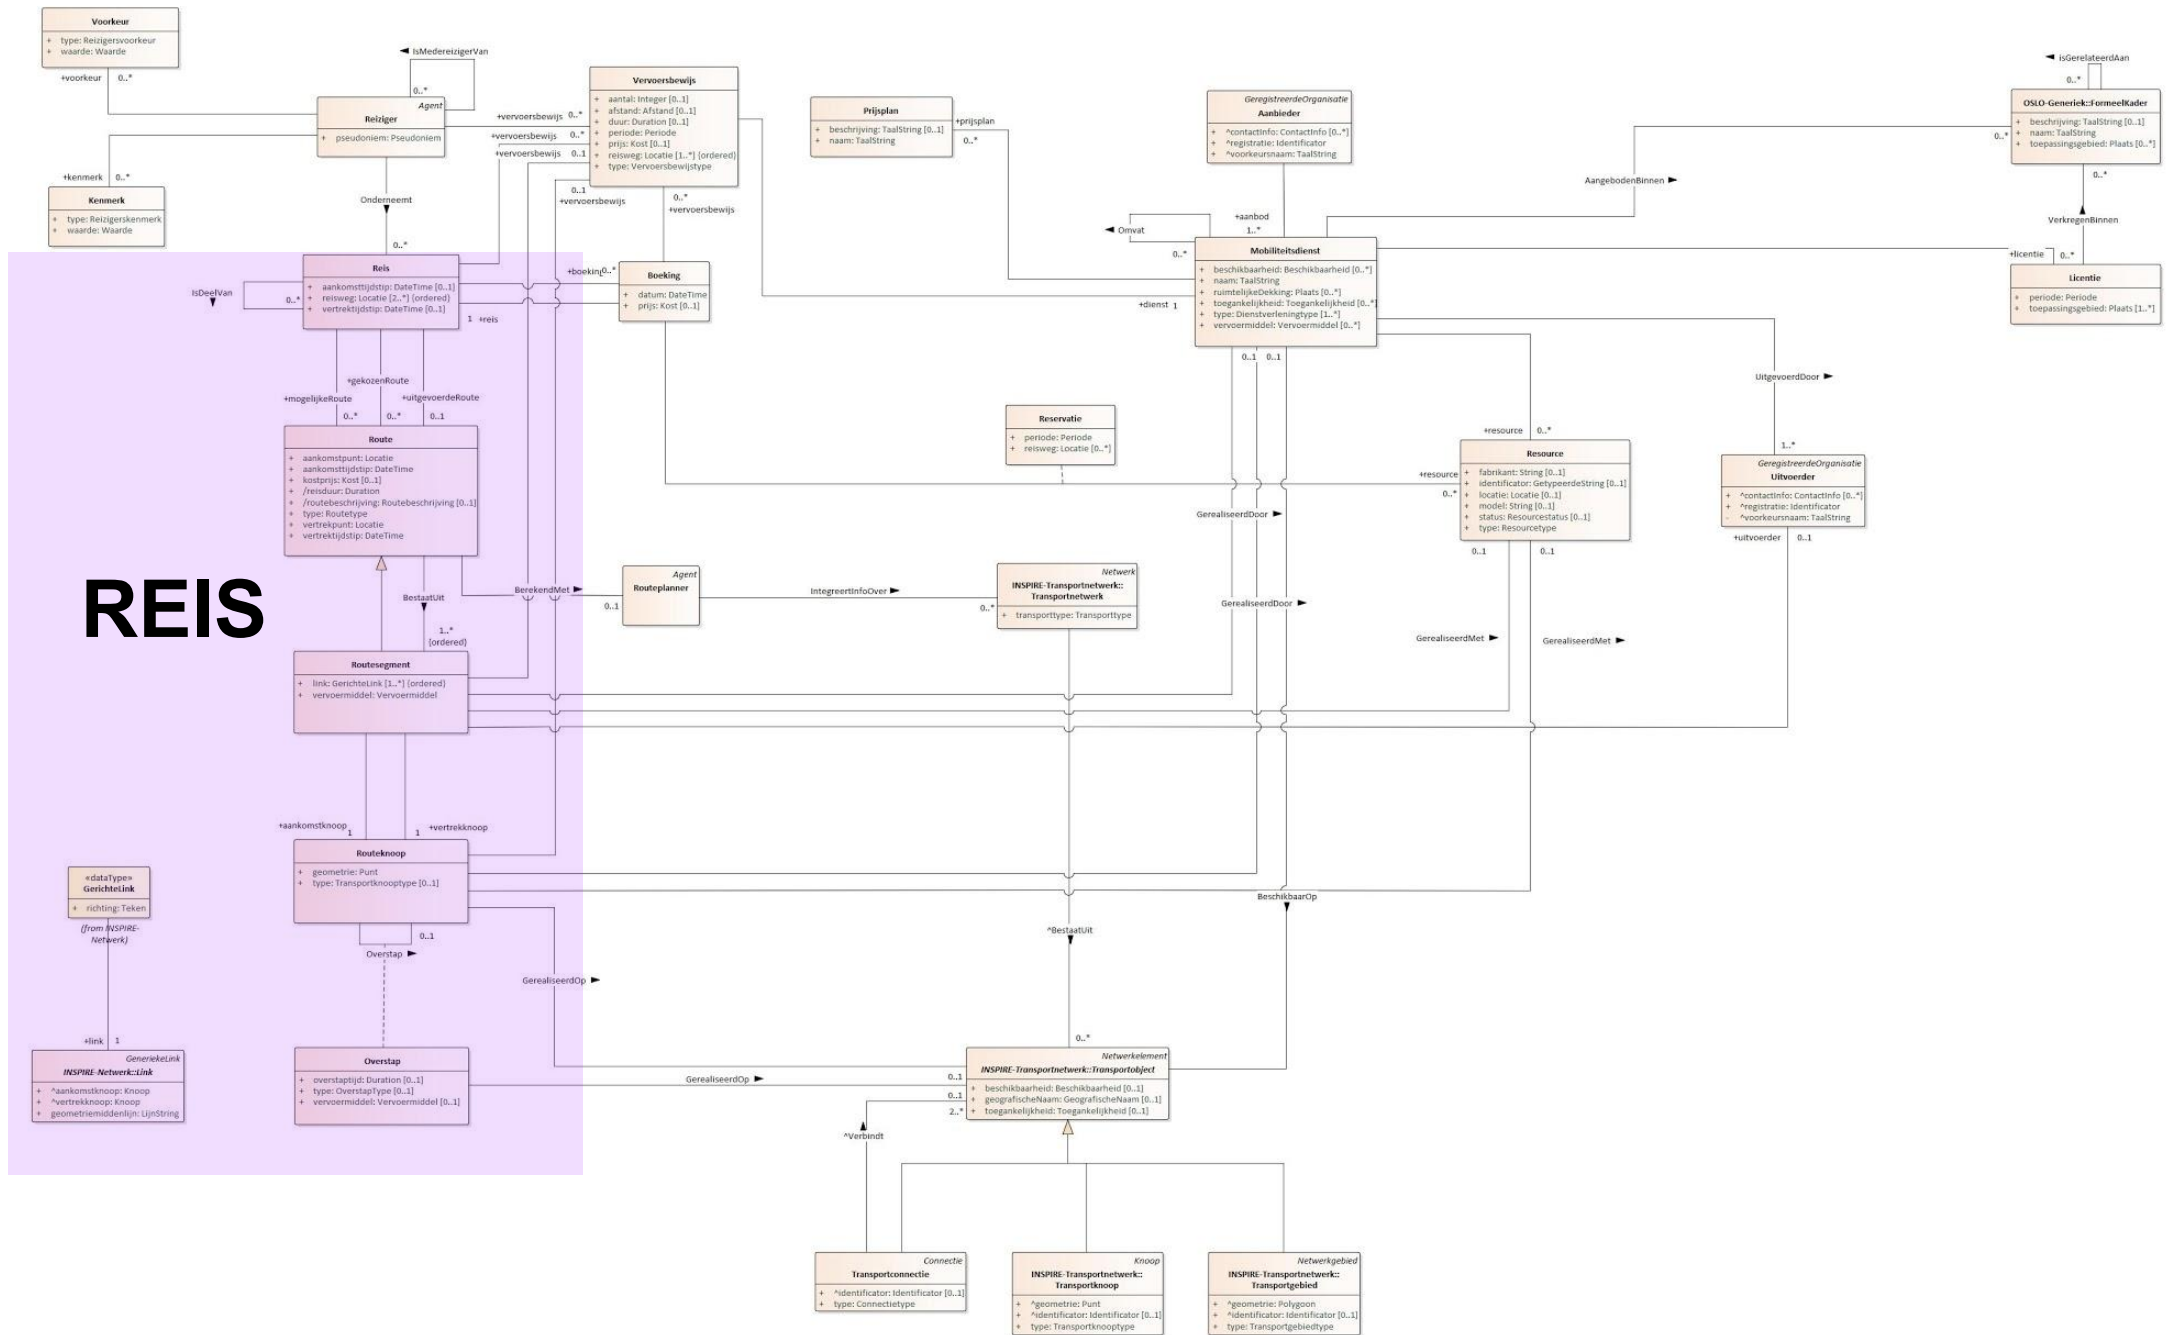 Voorkeur
+ type: Reizigersvoorkeur
+ waarde: Waarde
+voorkeur 0..*
◄ IsMedereizigerVan
0..*
Agent
Reiziger
+ pseudoniem: Pseudoniem
+kenmerk 0..*
Kenmerk
+ type: Reizigerskenmerk
+ waarde: Waarde
Onderneemt
0..*
Vervoersbewijs
+ aantal: Integer [0..1]
+ afstand: Afstand [0..1]
+ duur: Duration [0..1]
+ periode: Periode
+ prijs: Kost [0..1]
+ reisweg: Locatie [1..*] {ordered}
+ type: Vervoersbewijstype
+vervoersbewijs 0..*
+vervoersbewijs 0..*
+vervoersbewijs 0..1
0..1
+vervoersbewijs
0..*
+vervoersbewijs
Prijsplan
+ beschrijving: TaalString [0..1]
+ naam: TaalString
+prijsplan
0..*
GeregistreerdeOrganisatie
Aanbieder
+ ^contactInfo: ContactInfo [0..*]
+ ^registratie: Identificator
+ ^voorkeursnaam: TaalString
+aanbod
1..*
◄ Omvat
0..*
Mobiliteitsdienst
+ beschikbaarheid: Beschikbaarheid [0..*]
+ naam: TaalString
+ ruimtelijkeDekking: Plaats [0..*]
+ toegankelijkheid: Toegankelijkheid [0..*]
+ type: Dienstverleningtype [1..*]
+ vervoermiddel: Vervoermiddel [0..*]
+dienst 1
0..1 0..1
◄ isGerelateerdAan
0..*
OSLO-Generiek::FormeelKader
+ beschrijving: TaalString [0..1]
+ naam: TaalString
+ toepassingsgebied: Plaats [0..*]
0..*
0..*
AangebodenBinnen ►
VerkregenBinnen
+licentie 0..*
Licentie
+ periode: Periode
+ toepassingsgebied: Plaats [1..*]
Reis
+ aankomsttijdstip: DateTime [0..1]
+ reisweg: Locatie [2..*] {ordered}
+ vertrektijdstip: DateTime [0..1]
IsDeelVan
0..*
1 +reis
+boeking 0..*
Boeking
+ datum: DateTime
+ prijs: Kost [0..1]
+gekozenRoute
+mogelijkeRoute
+uitgevoerdeRoute
0..* 0..* 0..1
Route
+ aankomstpunt: Locatie
+ aankomsttijdstip: DateTime
+ kostprijs: Kost [0..1]
+ /reisduur: Duration
+ /routebeschrijving: Routebeschrijving [0..1]
+ type: Routetype
+ vertrekpunt: Locatie
+ vertrektijdstip: DateTime
Reservatie
+ periode: Periode
+ reisweg: Locatie [0..*]
UitgevoerdDoor ►
+resource 0..*
+resource
0..*
Resource
+ fabrikant: String [0..1]
+ identificator: GetypeerdeString [0..1]
+ locatie: Locatie [0..1]
+ model: String [0..1]
+ status: Resourcestatus [0..1]
+ type: Resourcetype
0..1 0..1
1..*
GeregistreerdeOrganisatie
Uitvoerder
+ ^contactInfo: ContactInfo [0..*]
+ ^registratie: Identificator
- ^voorkeursnaam: TaalString
+uitvoerder 0..1
GerealiseerdDoor ►
REIS
BestaatUit
1..*
{ordered}
BerekendMet ►
0..1
Agent
Routeplanner
IntegreertInfoOver ►
0..*
Netwerk
INSPIRE-Transportnetwerk::
Transportnetwerk
+ transporttype: Transporttype
GerealiseerdDoor ►
GerealiseerdMet ►
GerealiseerdMet ►
Routesegment
+ link: GerichteLink [1..*] {ordered}
+ vervoermiddel: Vervoermiddel
+aankomstknoop 1
1 +vertrekknoop
Routeknoop
+ geometrie: Punt
+ type: Transportknooptype [0..1]
0..1
Overstap ►
«dataType»
GerichteLink
+ richting: Teken
(from INSPIRE-
Netwerk)
BeschikbaarOp
^BestaatUit
0..*
GerealiseerdOp ►
+link 1
GeneriekeLink
INSPIRE-Netwerk::Link
+ ^aankomstknoop: Knoop
+ ^vertrekknoop: Knoop
+ geometriemiddenlijn: LijnString
Overstap
+ overstaptijd: Duration [0..1]
+ type: OverstapType [0..1]
+ vervoermiddel: Vervoermiddel [0..1]
GerealiseerdOp ►
0..1
0..1
2..*
Netwerkelement
INSPIRE-Transportnetwerk::Transportobject
+ beschikbaarheid: Beschikbaarheid [0..1]
+ geografischeNaam: GeografischeNaam [0..1]
+ toegankelijkheid: Toegankelijkheid [0..1]
^Verbindt
Connectie
Transportconnectie
+ ^identificator: Identificator [0..1]
+ type: Connectietype
Knoop
INSPIRE-Transportnetwerk::
Transportknoop
+ ^geometrie: Punt
+ ^identificator: Identificator [0..1]
+ type: Transportknooptype
Netwerkgebied
INSPIRE-Transportnetwerk::
Transportgebied
+ ^geometrie: Polygoon
+ ^identificator: Identificator [0..1]
+ type: Transportgebiedtype